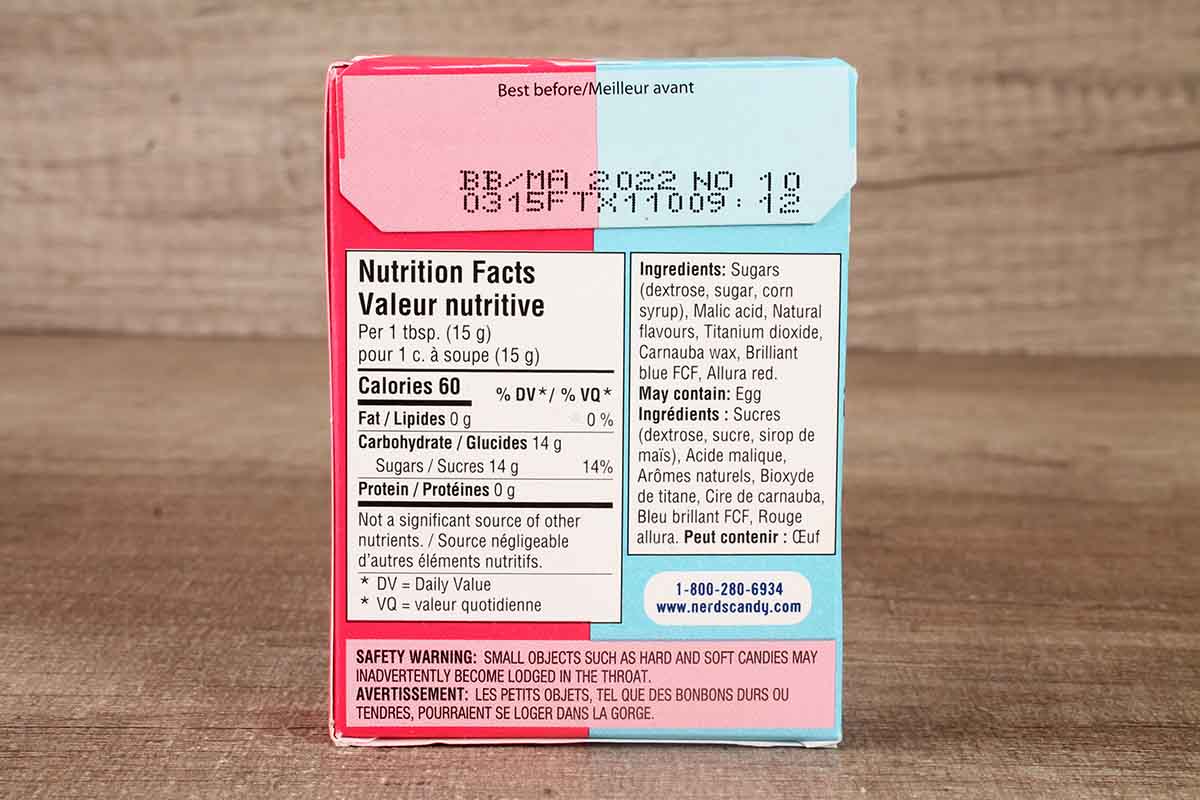 Best before/Meilleur avant
BB/MA 2022 NO 10
0315FTX11009:12
Nutrition Facts
Valeur nutritive
Per 1 tbsp. (15 g)
pour 1 c. à soupe (15 g)
Calories 60
% DV*/ % VQ*
Fat / Lipides 0 g 0 %
Carbohydrate / Glucides 14 g
Sugars / Sucres 14 g 14%
Protein / Protéines 0 g
Not a significant source of other
nutrients. / Source négligeable
d'autres éléments nutritifs.
* DV = Daily Value
* VQ = valeur quotidienne
Ingredients: Sugars
(dextrose, sugar, corn
syrup), Malic acid, Natural
flavours, Titanium dioxide,
Carnauba wax, Brilliant
blue FCF, Allura red.
May contain: Egg
Ingrédients : Sucres
(dextrose, sucre, sirop de
maïs), Acide malique,
Arômes naturels, Bioxyde
de titane, Cire de carnauba,
Bleu brillant FCF, Rouge
allura. Peut contenir : Œuf
1-800-280-6934
www.nerdscandy.com
SAFETY WARNING: SMALL OBJECTS SUCH AS HARD AND SOFT CANDIES MAY
INADVERTENTLY BECOME LODGED IN THE THROAT.
AVERTISSEMENT: LES PETITS OBJETS, TEL QUE DES BONBONS DURS OU
TENDRES, POURRAIENT SE LOGER DANS LA GORGE.